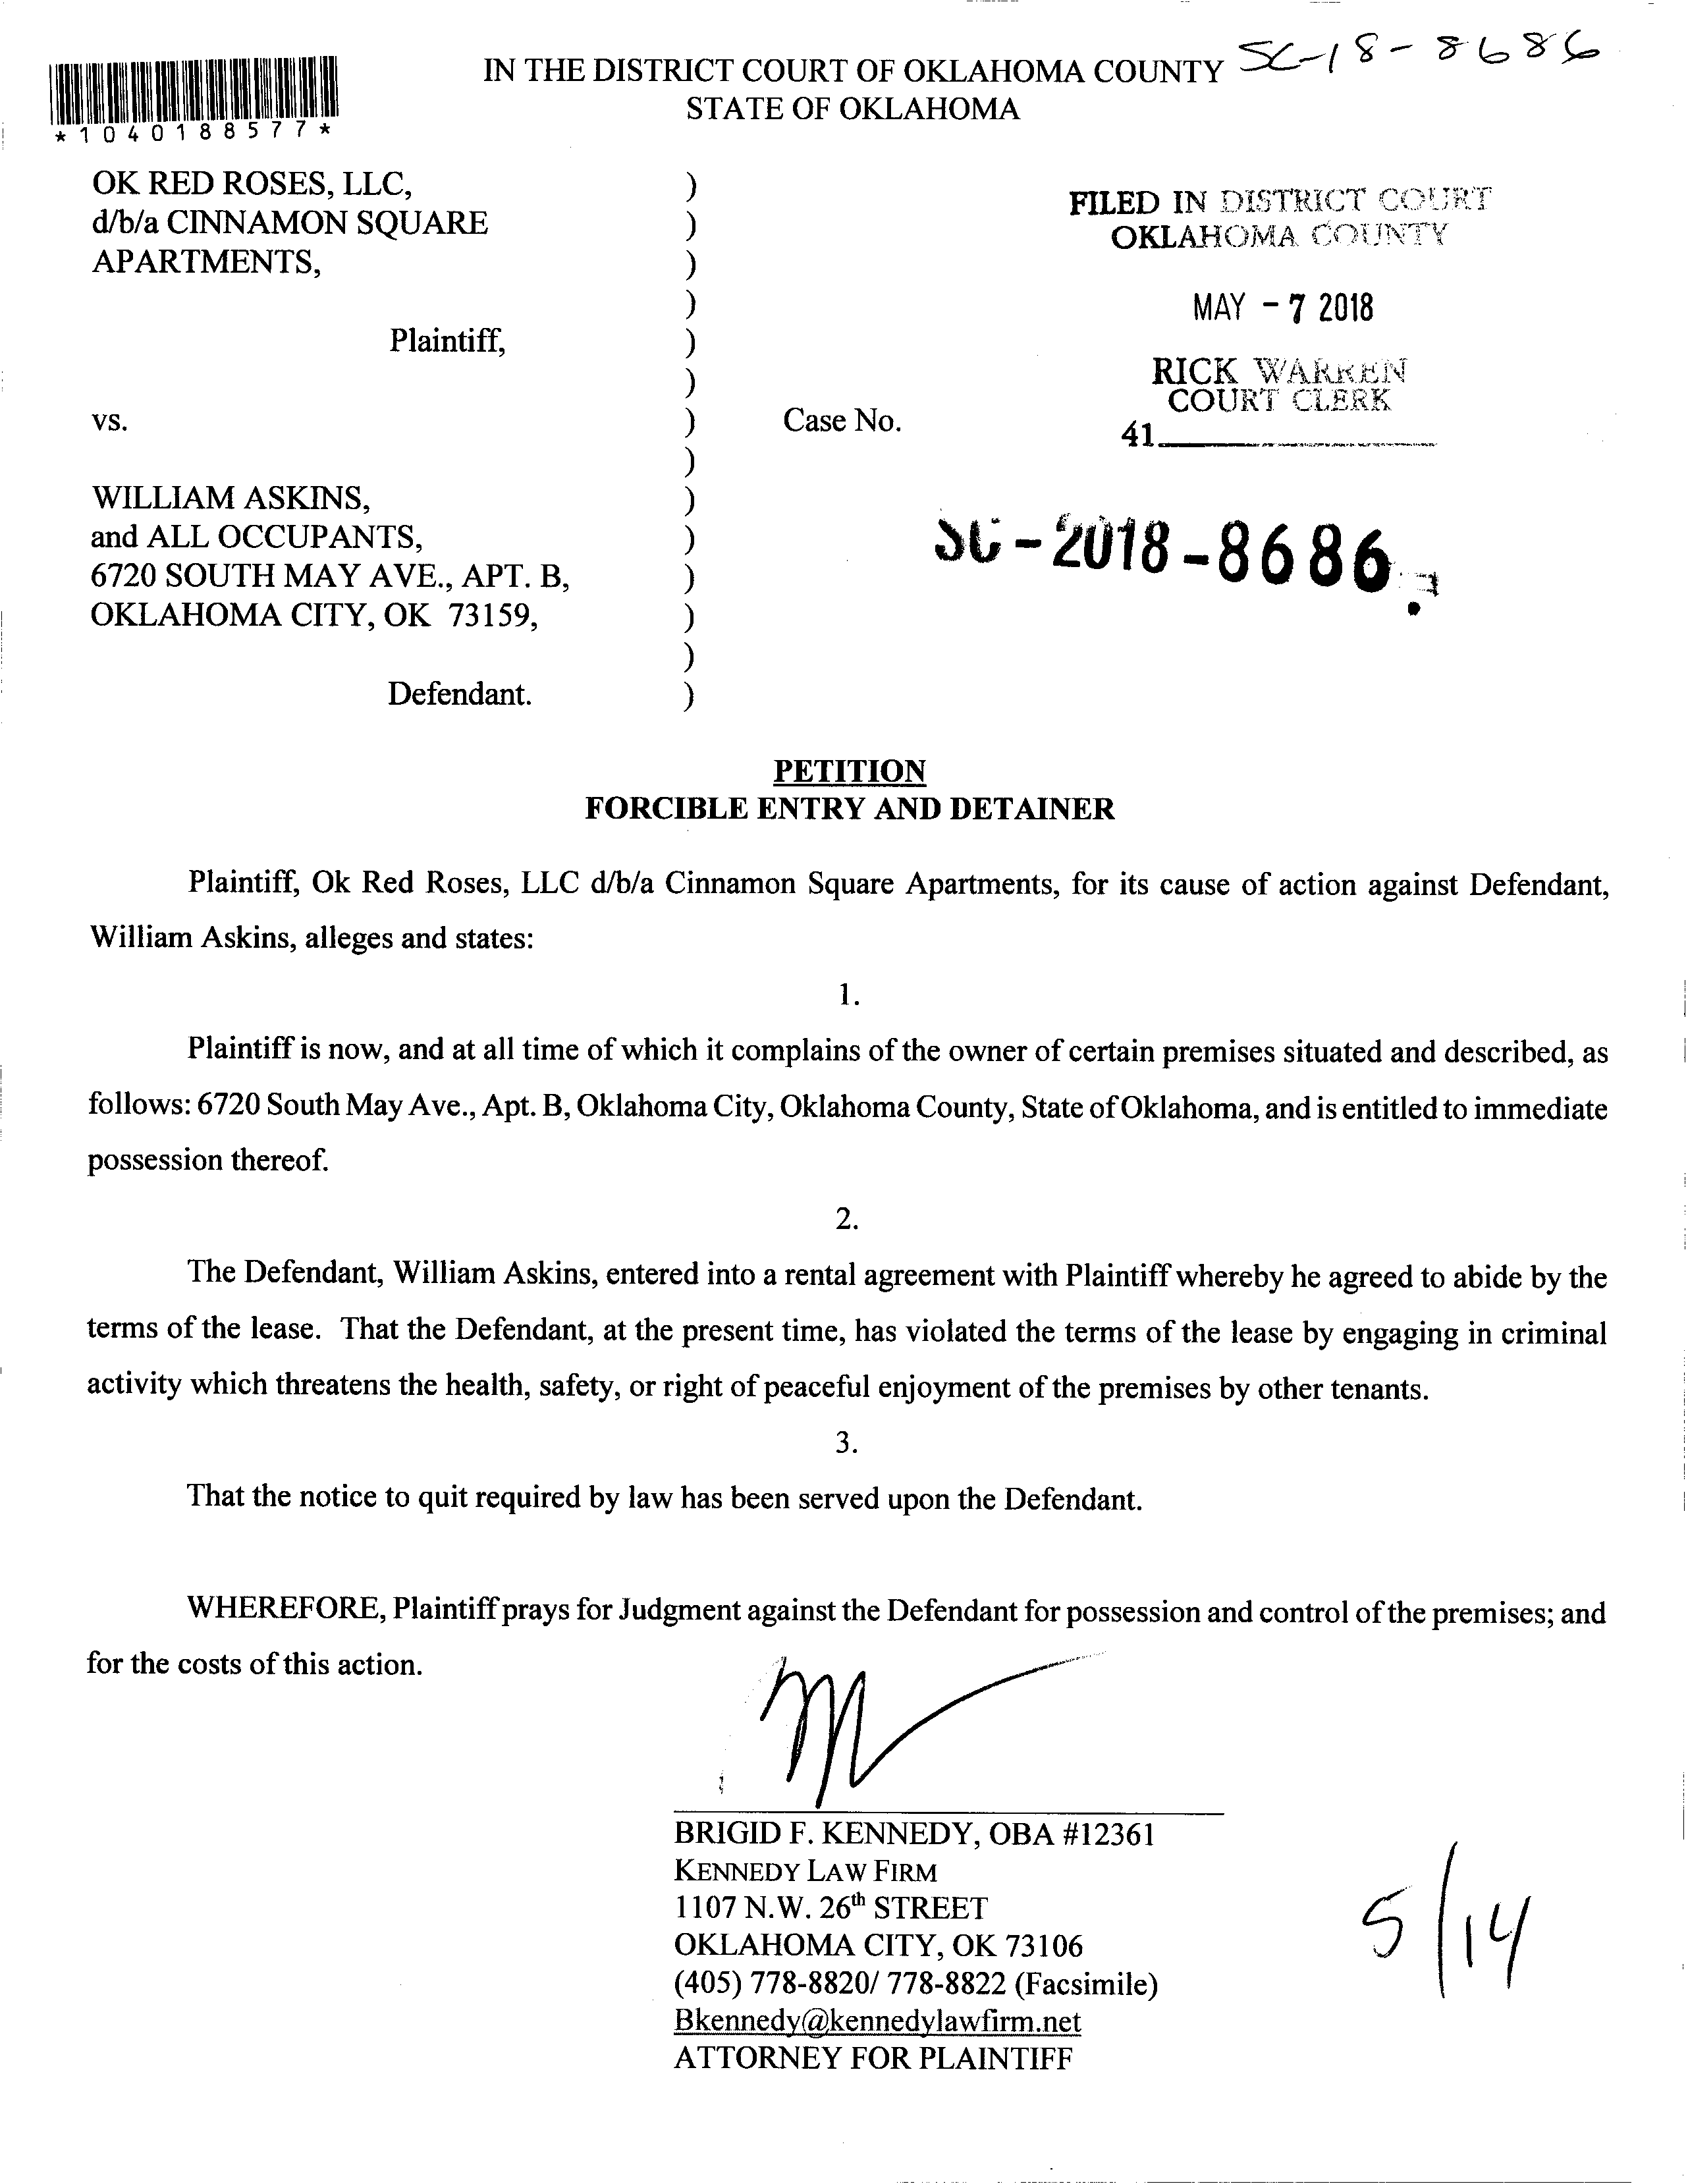 IN THE DISTRICT COURT OF OKLAHOMA COUNTY SC-18-8686
STATE OF OKLAHOMA
*1040188577*
OK RED ROSES, LLC, )
d/b/a CINNAMON SQUARE )
APARTMENTS, )
)
Plaintiff, )
)
vs. ) Case No.
)
WILLIAM ASKINS, )
and ALL OCCUPANTS, )
6720 SOUTH MAY AVE., APT. B, )
OKLAHOMA CITY, OK 73159, )
)
Defendant. )
FILED IN DISTRICT COURT
OKLAHOMA COUNTY
MAY - 7 2018
RICK WARREN
COURT CLERK
41
SC-2018-8686
PETITION
FORCIBLE ENTRY AND DETAINER
Plaintiff, Ok Red Roses, LLC d/b/a Cinnamon Square Apartments, for its cause of action against Defendant,
William Askins, alleges and states:
1.
Plaintiff is now, and at all time of which it complains of the owner of certain premises situated and described, as
follows: 6720 South May Ave., Apt. B, Oklahoma City, Oklahoma County, State of Oklahoma, and is entitled to immediate
possession thereof.
2.
The Defendant, William Askins, entered into a rental agreement with Plaintiff whereby he agreed to abide by the
terms of the lease. That the Defendant, at the present time, has violated the terms of the lease by engaging in criminal
activity which threatens the health, safety, or right of peaceful enjoyment of the premises by other tenants.
3.
That the notice to quit required by law has been served upon the Defendant.
WHEREFORE, Plaintiff prays for Judgment against the Defendant for possession and control of the premises; and
for the costs of this action.
BRIGID F. KENNEDY, OBA #12361
KENNEDY LAW FIRM
1107 N.W. 26th STREET
OKLAHOMA CITY, OK 73106
(405) 778-8820/ 778-8822 (Facsimile)
Bkennedy@kennedylawfirm.net
ATTORNEY FOR PLAINTIFF
5/14